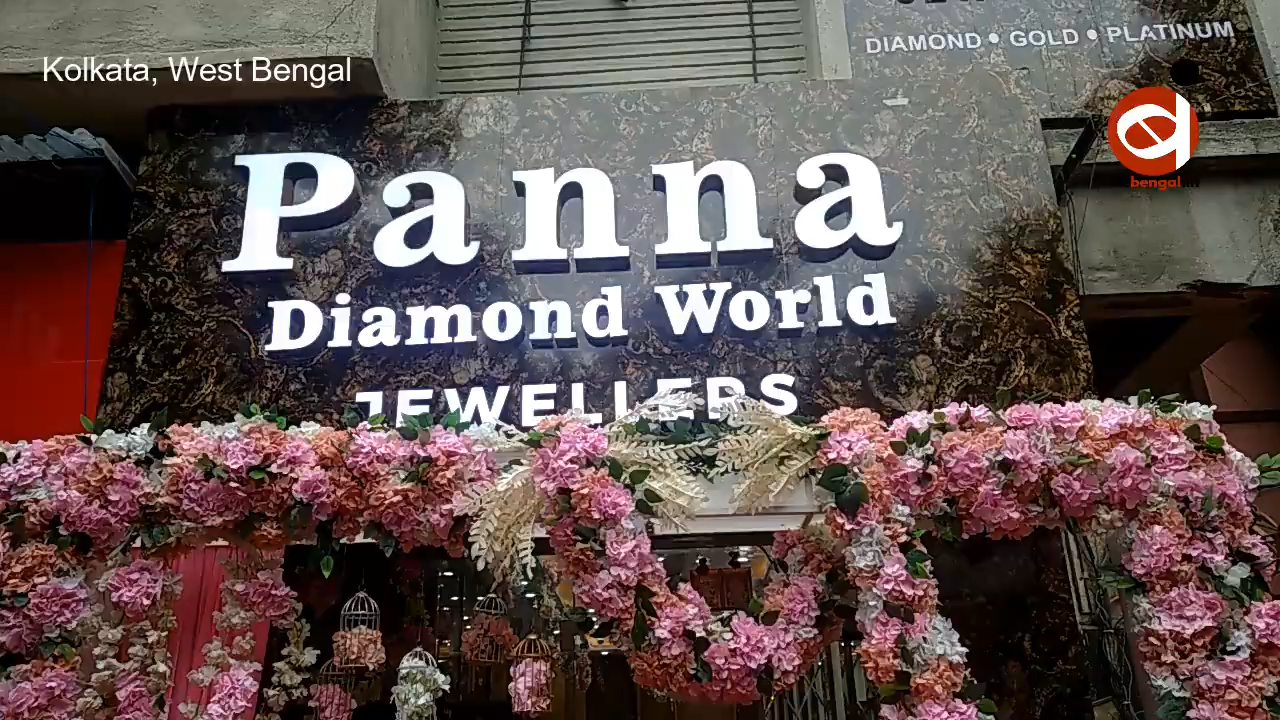 DIAMOND • GOLD • PLATINUM
Kolkata, West Bengal
bengal
Panna
Diamond World
JEWELLERS